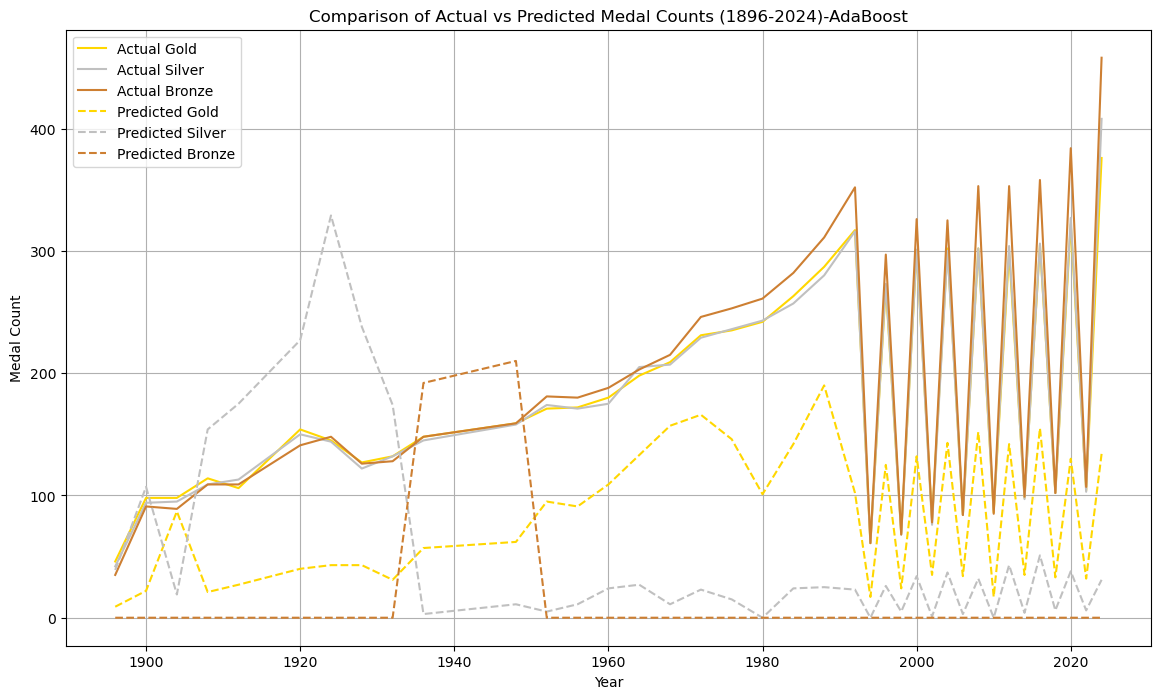 Comparison of Actual vs Predicted Medal Counts (1896-2024)-AdaBoost
Actual Gold
Actual Silver
Actual Bronze
Predicted Gold
Predicted Silver
Predicted Bronze
Medal Count
400
300
200
100
0
1900 1920 1940 1960 1980 2000 2020
Year